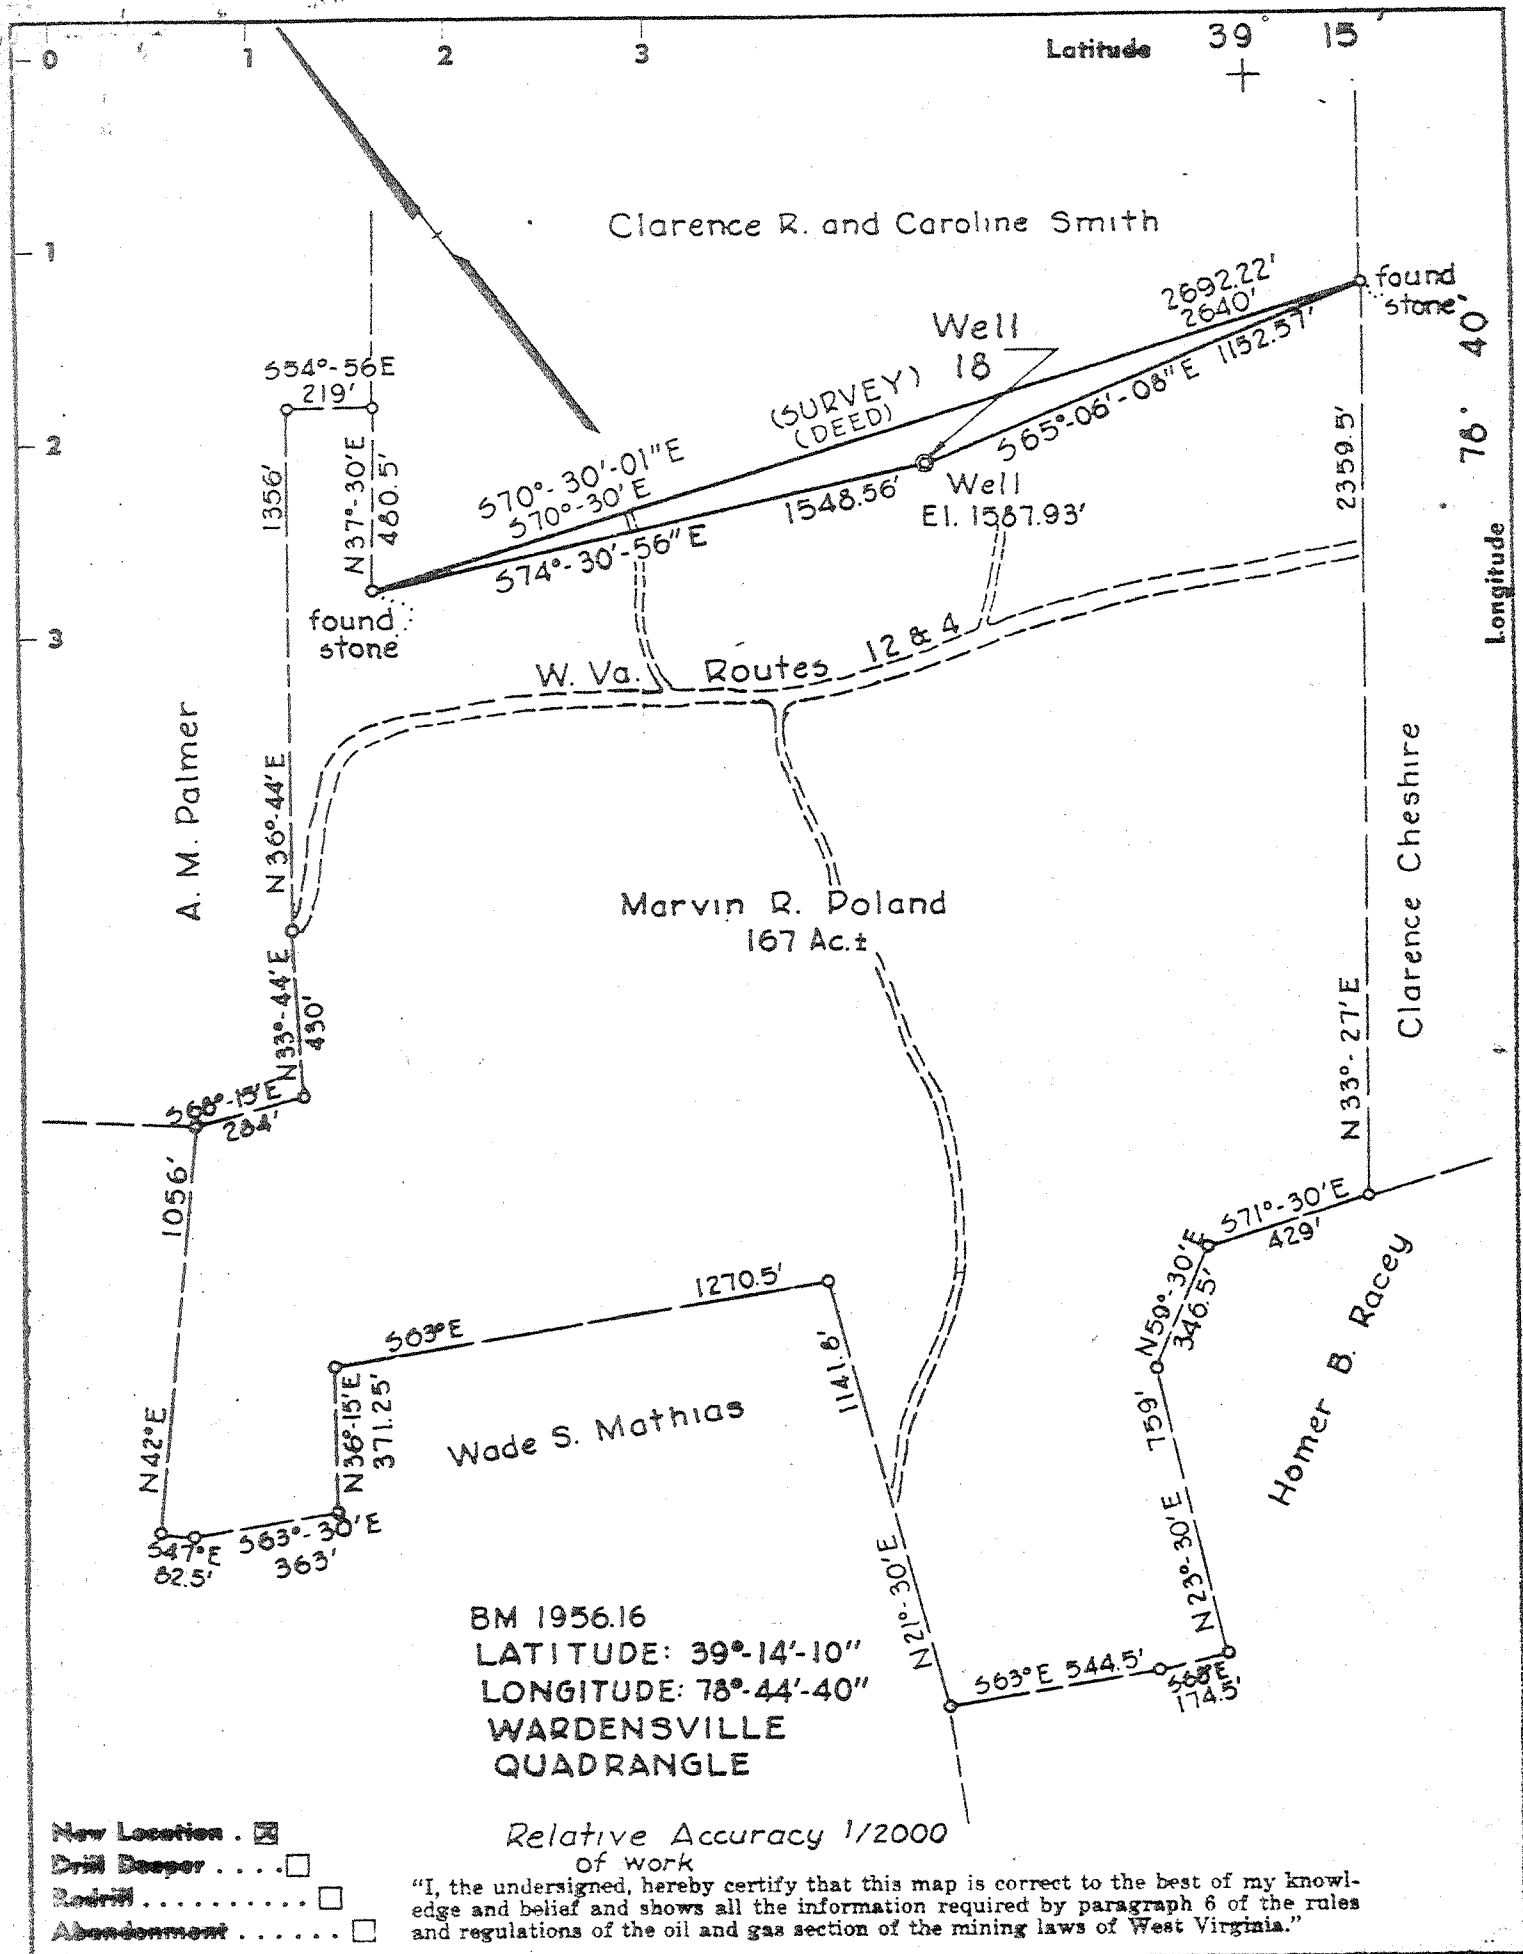 0 1 2 3
Latitude 39° 15'
1
2
3
Clarence R. and Caroline Smith
found
stone
78° 40'
Longitude
2692.22'
2640'
1152.57'
Well
18
(SURVEY)
(DEED)
S65°-06'-08"E
S54°-56E
219'
1356'
N37°-30'E
480.5'
S70°-30'-01"E
S70°-30'E
1548.56'
Well
El. 1587.93'
S74°-30'-56"E
2359.5'
found
stone
W. Va. Routes 12 & 4
A. M. Palmer
N36°-44'E
Clarence Cheshire
Marvin R. Poland
167 Ac.±
N33°-44'E
430'
N33°-27'E
S68°-15'E
284'
1056'
S71°-30'E
429'
N59°-30'E
346.5'
Homer B. Racey
1270.5'
S63°E
1141.8'
N36°-15'E
371.25'
Wade S. Mathias
759'
N42°E
N23°-30'E
S47°E
82.5'
S63°-30'E
363'
N21°-30'E
S63°E 544.5'
S68°E
174.5'
BM 1956.16
LATITUDE: 39°-14'-10"
LONGITUDE: 78°-44'-40"
WARDENSVILLE
QUADRANGLE
New Location . ☒
Drill Deeper . . . . ☐
Redrill . . . . . . . . . . . ☐
Abandonment . . . . . . ☐
Relative Accuracy 1/2000
of work
"I, the undersigned, hereby certify that this map is correct to the best of my knowl-
edge and belief and shows all the information required by paragraph 6 of the rules
and regulations of the oil and gas section of the mining laws of West Virginia."